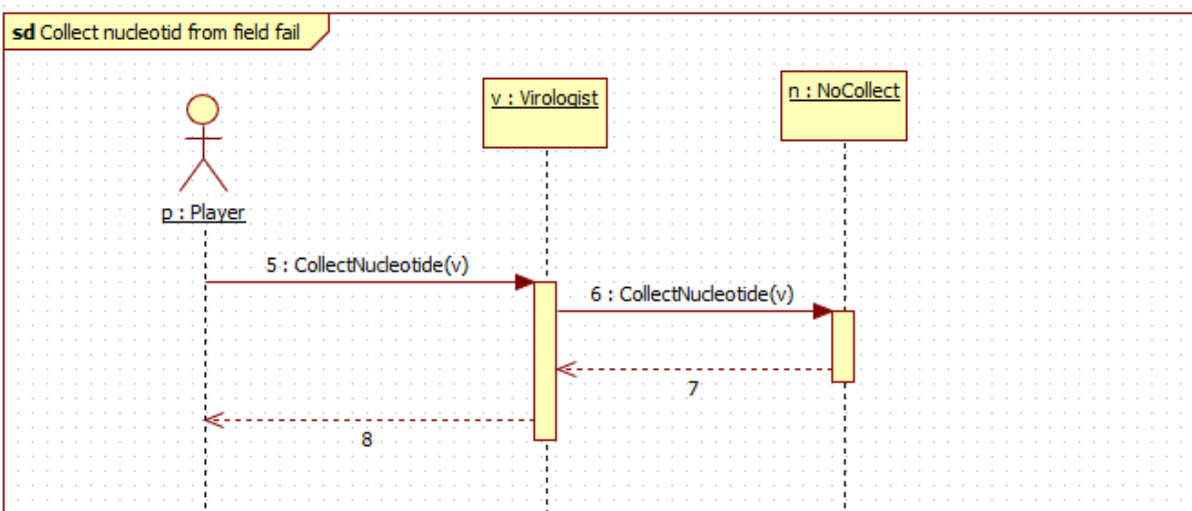 sd Collect nucleotid from field fail
v : Virologist
n : NoCollect
p : Player
5 : CollectNucleotide(v)
6 : CollectNucleotide(v)
7
8